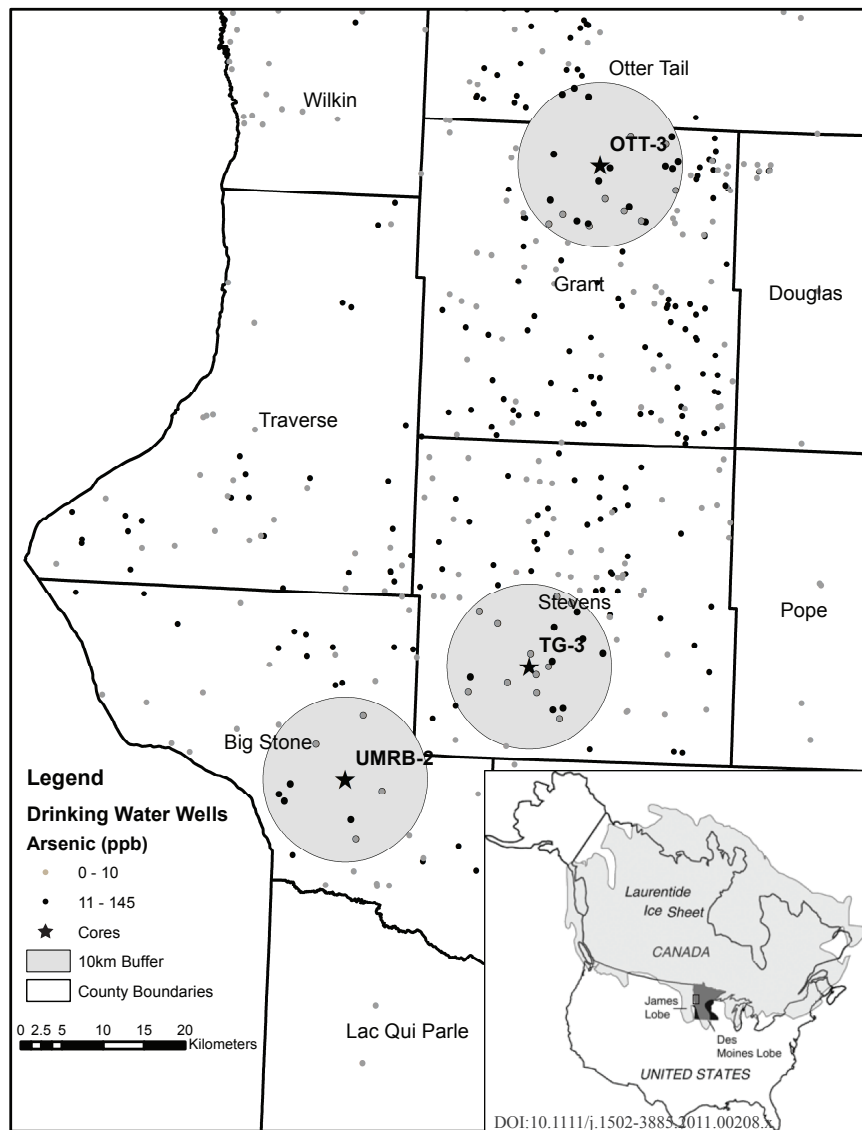 Otter Tail
Wilkin
OTT-3
Grant
Douglas
Traverse
Stevens
Pope
TG-3
Big Stone
UMRB-2
Legend
Drinking Water Wells
Arsenic (ppb)
0 - 10
11 - 145
Cores
10km Buffer
County Boundaries
0 2.5 5 10 15 20
Kilometers
Lac Qui Parle
Laurentide
Ice Sheet
CANADA
James
Lobe
Des
Moines Lobe
UNITED STATES
DOI:10.1111/j.1502-3885.2011.00208.x